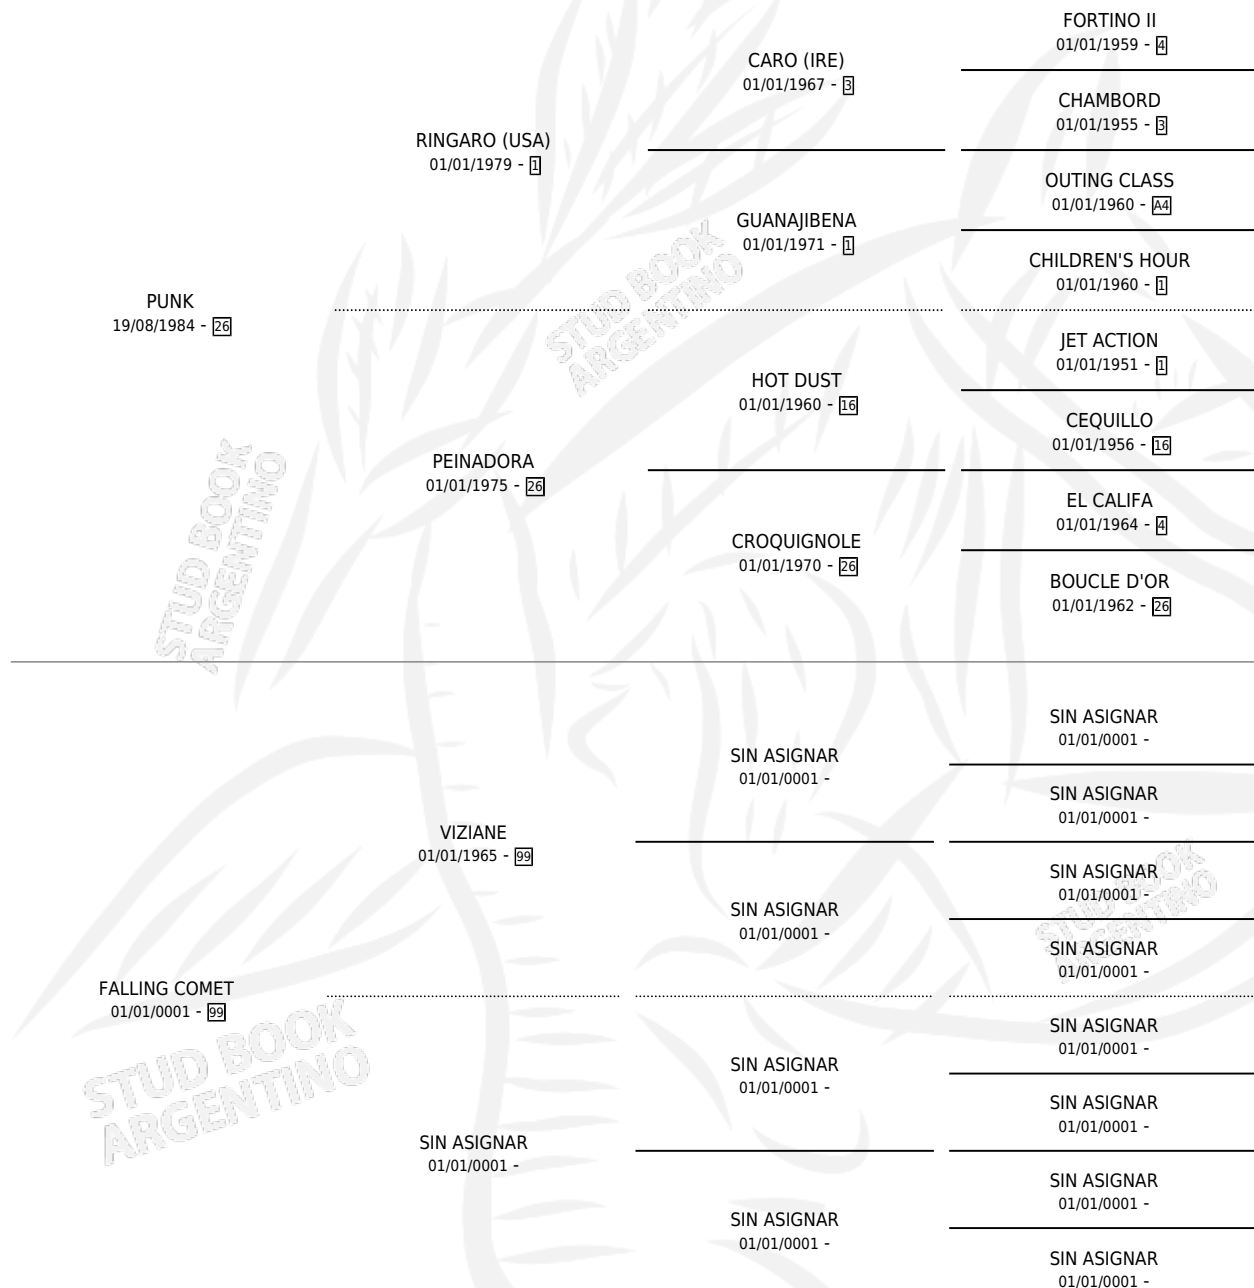 FORTINO II
01/01/1959 - 4
CARO (IRE)
01/01/1967 - 3
CHAMBORD
01/01/1955 - 3
RINGARO (USA)
01/01/1979 - 1
OUTING CLASS
01/01/1960 - A4
GUANAJIBENA
01/01/1971 - 1
CHILDREN'S HOUR
01/01/1960 - 1
PUNK
19/08/1984 - 26
JET ACTION
01/01/1951 - 1
HOT DUST
01/01/1960 - 16
CEQUILLO
01/01/1956 - 16
PEINADORA
01/01/1975 - 26
EL CALIFA
01/01/1964 - 4
CROQUIGNOLE
01/01/1970 - 26
BOUCLE D'OR
01/01/1962 - 26
STUD BOOK
ARGENTINO
STUD BOOK
ARGENTINO
SIN ASIGNAR
01/01/0001 -
SIN ASIGNAR
01/01/0001 -
SIN ASIGNAR
01/01/0001 -
VIZIANE
01/01/1965 - 99
SIN ASIGNAR
01/01/0001 -
SIN ASIGNAR
01/01/0001 -
SIN ASIGNAR
01/01/0001 -
FALLING COMET
01/01/0001 - 99
SIN ASIGNAR
01/01/0001 -
SIN ASIGNAR
01/01/0001 -
SIN ASIGNAR
01/01/0001 -
SIN ASIGNAR
01/01/0001 -
SIN ASIGNAR
01/01/0001 -
SIN ASIGNAR
01/01/0001 -
SIN ASIGNAR
01/01/0001 -
STUD BOOK
ARGENTINO
STUD BOOK
ARGENTINO